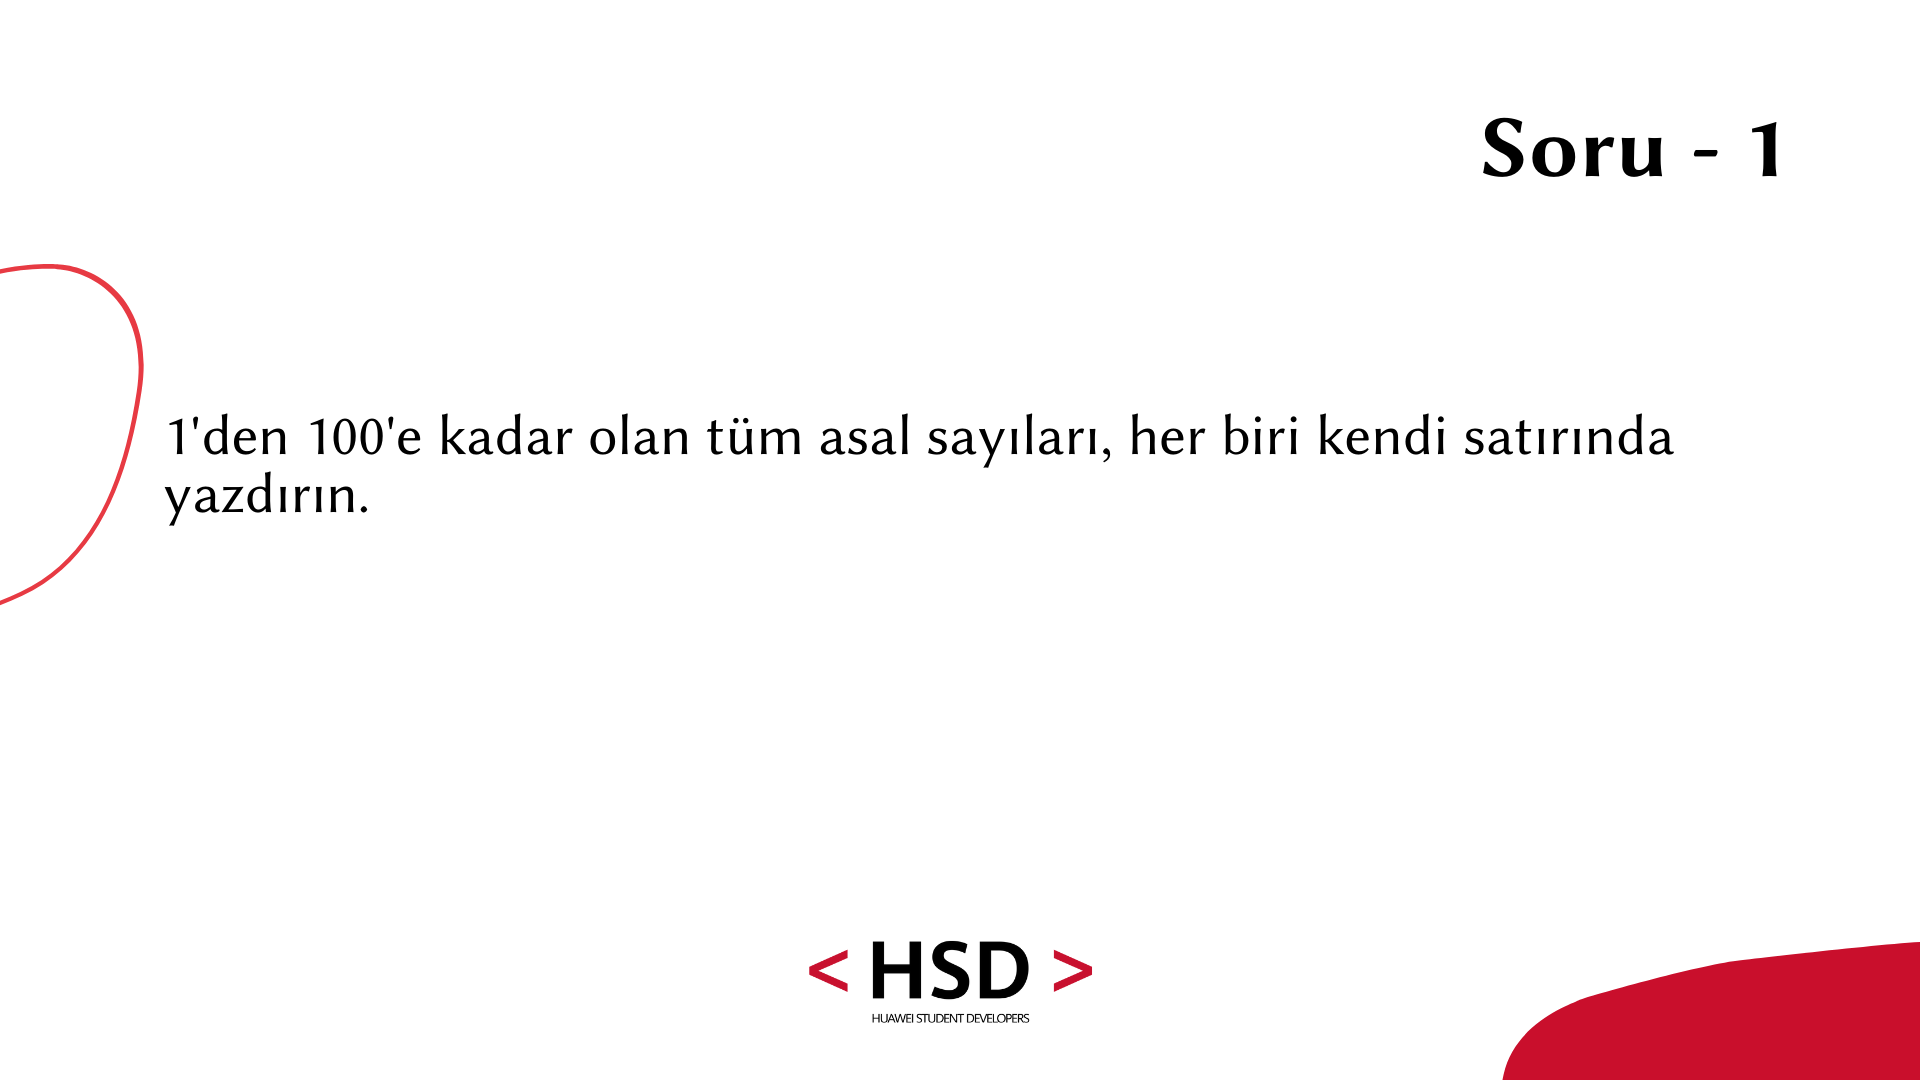 Soru - 1
1'den 100'e kadar olan tüm asal sayıları, her biri kendi satırında
yazdırın.
< HSD >
HUAWEI STUDENT DEVELOPERS